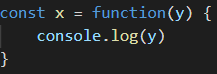 const x = function(y) {
    console.log(y)
}